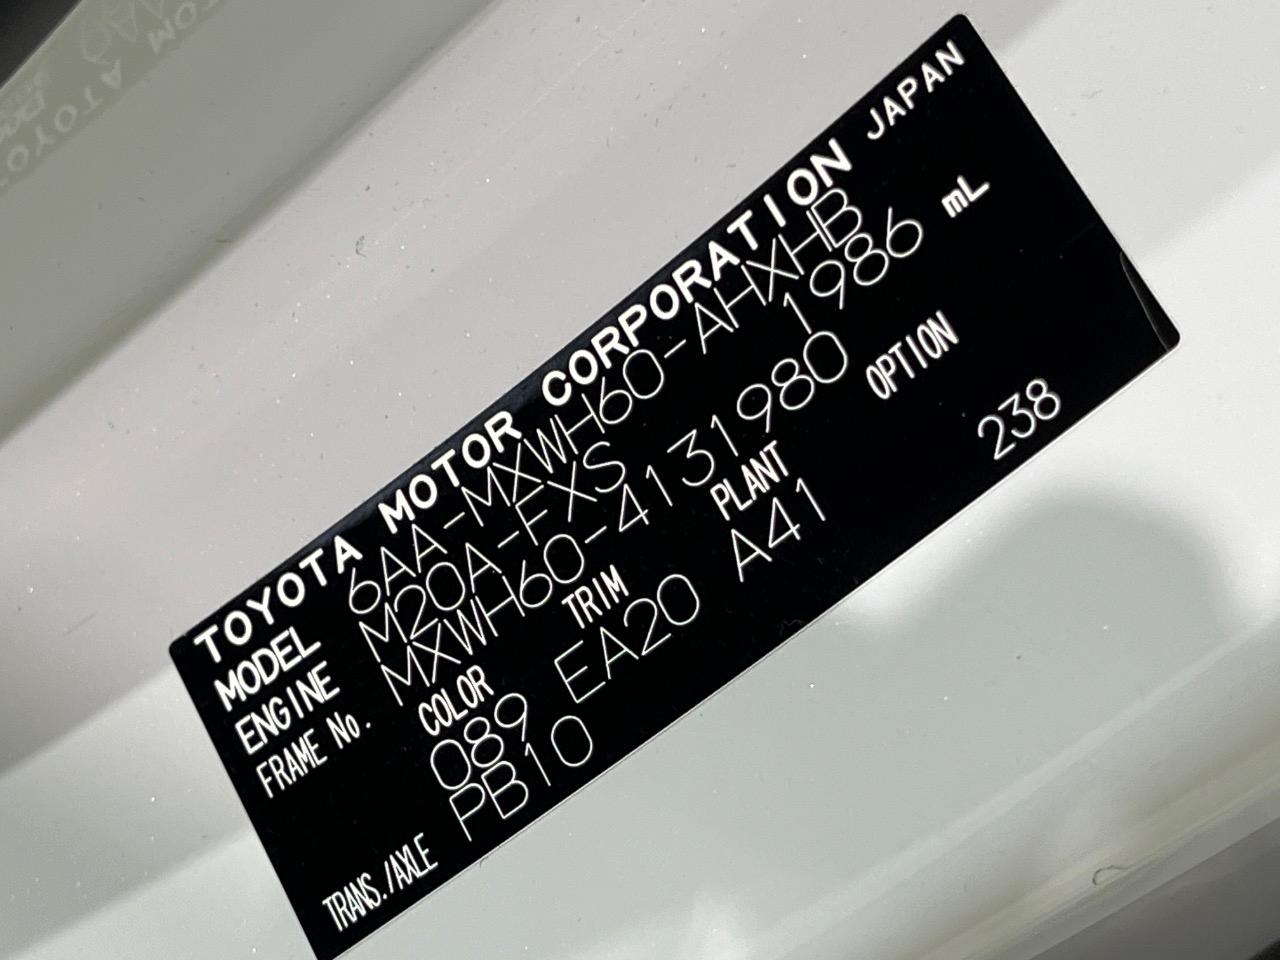 TOYOTA MOTOR CORPORATION JAPAN
MODEL 6AA-MXWH60-AHXHB
ENGINE M20A-FXS 1986 mL
FRAME No. MXWH60-4131980
COLOR TRIM PLANT OPTION
089 EA20 A41 238
TRANS./AXLE PB10